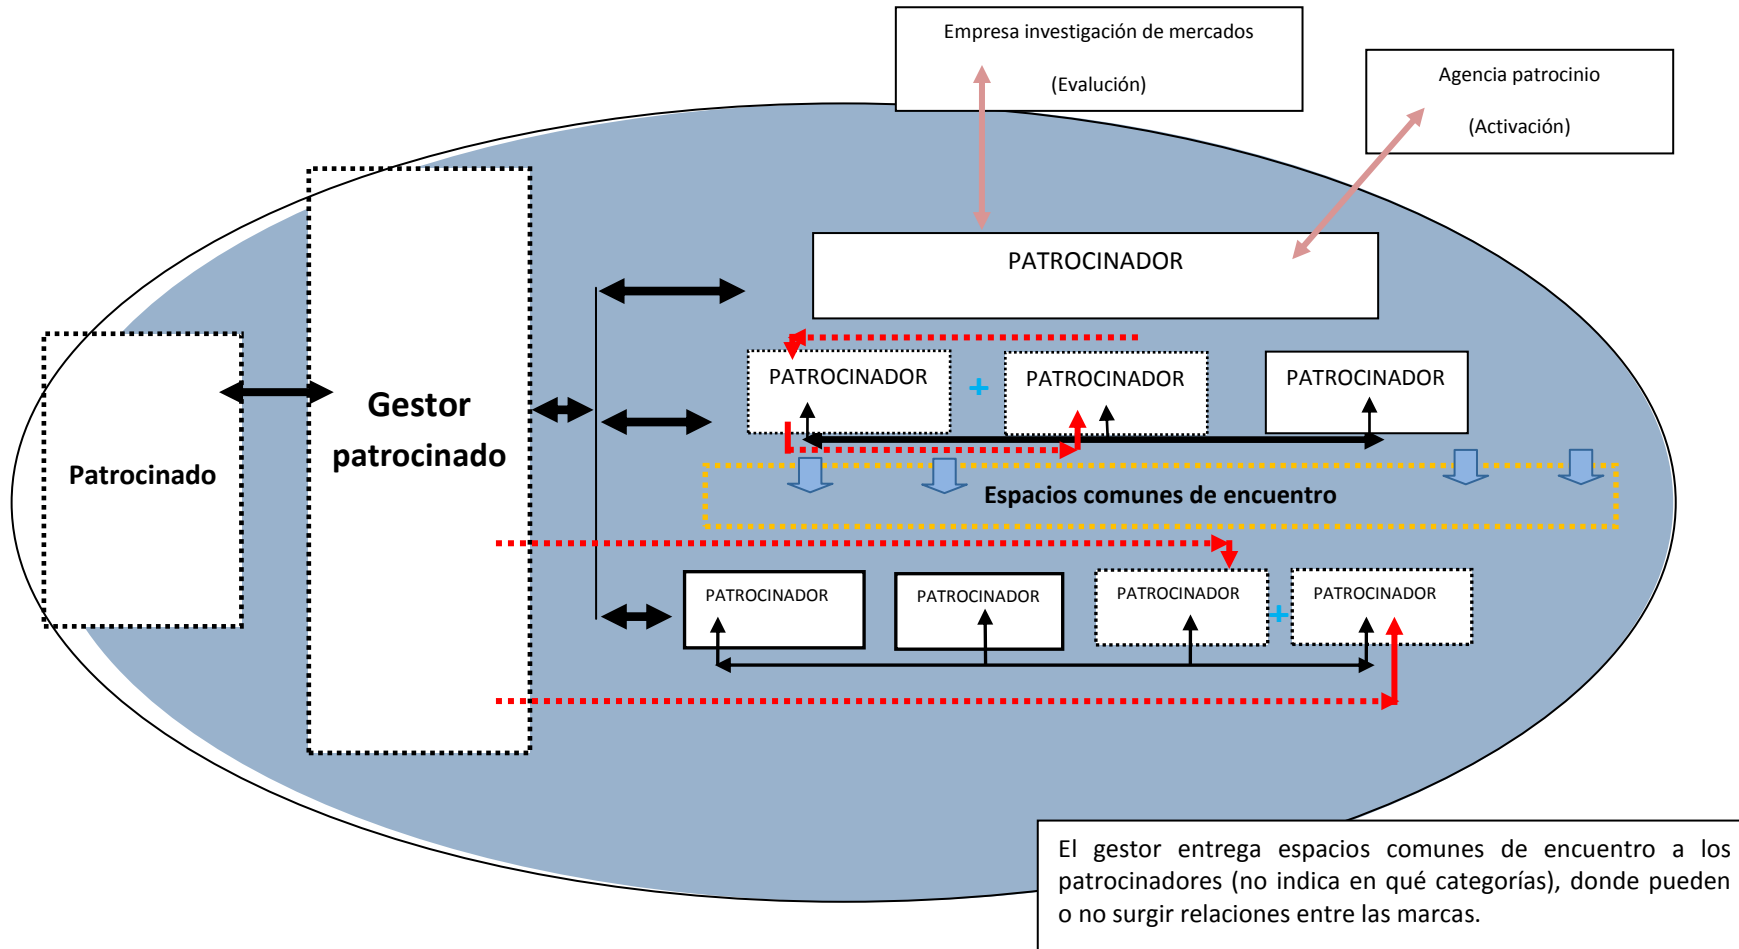 Empresa investigación de mercados
(Evalución)
Agencia patrocinio
(Activación)
PATROCINADOR
PATROCINADOR
+
PATROCINADOR
PATROCINADOR
Gestor
patrocinado
Patrocinado
Espacios comunes de encuentro
PATROCINADOR
PATROCINADOR
PATROCINADOR
+
PATROCINADOR
El gestor entrega espacios comunes de encuentro a los
patrocinadores (no indica en qué categorías), donde pueden
o no surgir relaciones entre las marcas.